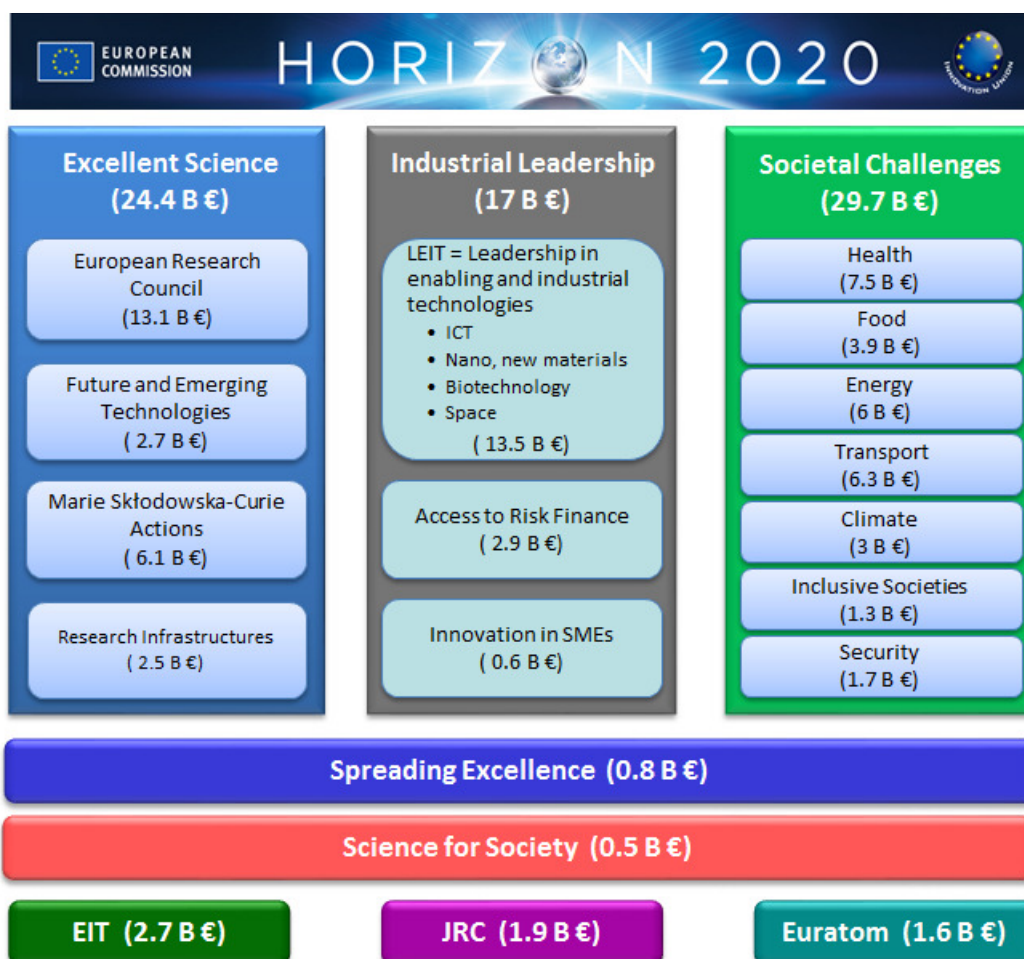 EUROPEAN
COMMISSION
HORIZON 2020
INNOVATION UNION
Excellent Science
(24.4 B €)
European Research
Council
(13.1 B €)
Future and Emerging
Technologies
( 2.7 B €)
Marie Skłodowska-Curie
Actions
( 6.1 B €)
Research Infrastructures
( 2.5 B €)
Industrial Leadership
(17 B €)
LEIT = Leadership in
enabling and industrial
technologies
• ICT
• Nano, new materials
• Biotechnology
• Space
( 13.5 B €)
Access to Risk Finance
( 2.9 B €)
Innovation in SMEs
( 0.6 B €)
Societal Challenges
(29.7 B €)
Health
(7.5 B €)
Food
(3.9 B €)
Energy
(6 B €)
Transport
(6.3 B €)
Climate
(3 B €)
Inclusive Societies
(1.3 B €)
Security
(1.7 B €)
Spreading Excellence (0.8 B €)
Science for Society (0.5 B €)
EIT (2.7 B €)
JRC (1.9 B €)
Euratom (1.6 B €)